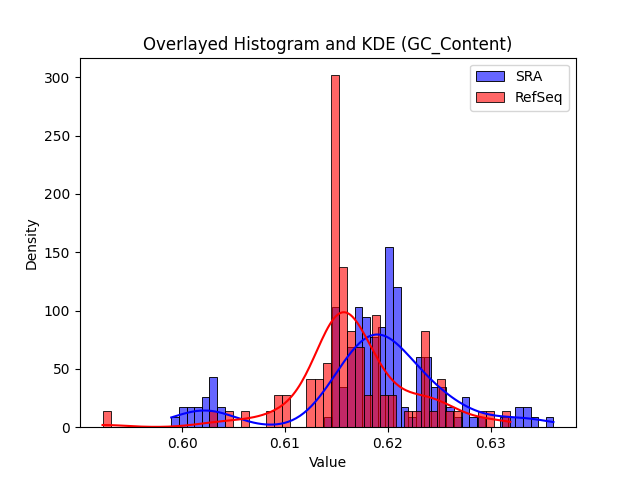 Overlayed Histogram and KDE (GC_Content)
SRA
RefSeq
300
250
200
150
100
50
0
Density
0.60 0.61 0.62 0.63
Value